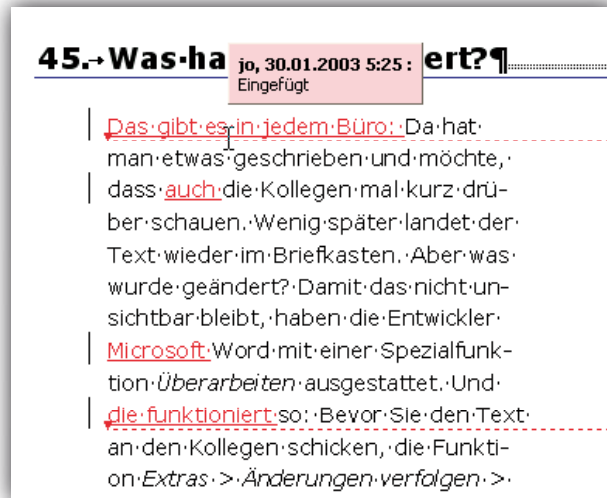 45.→Was·ha ert?¶
jo, 30.01.2003 5:25 :
Eingefügt
Das·gibt·es·in·jedem·Büro:·Da·hat·
man·etwas·geschrieben·und·möchte,·
dass·auch·die·Kollegen·mal·kurz·drü-
ber·schauen.·Wenig·später·landet·der·
Text·wieder·im·Briefkasten.·Aber·was·
wurde·geändert?·Damit·das·nicht·un-
sichtbar·bleibt,·haben·die·Entwickler·
Microsoft·Word·mit·einer·Spezialfunk-
tion·Überarbeiten·ausgestattet.·Und·
die·funktioniert·so:·Bevor·Sie·den·Text·
an·den·Kollegen·schicken,·die·Funkti-
on·Extras·>·Änderungen·verfolgen·>·